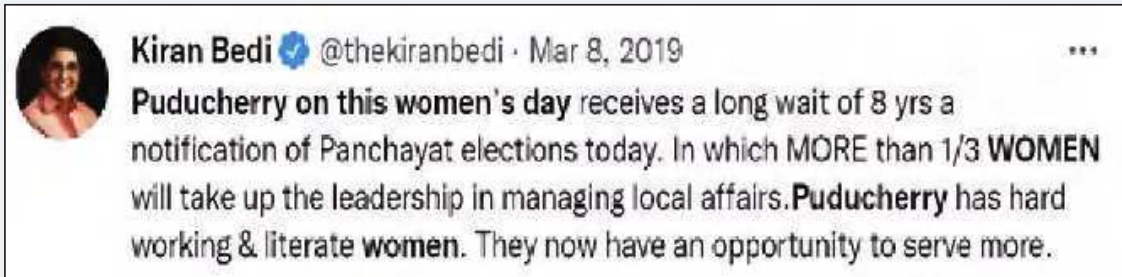 Kiran Bedi @thekiranbedi · Mar 8, 2019
Puducherry on this women's day receives a long wait of 8 yrs a
notification of Panchayat elections today. In which MORE than 1/3 WOMEN
will take up the leadership in managing local affairs.Puducherry has hard
working & literate women. They now have an opportunity to serve more.